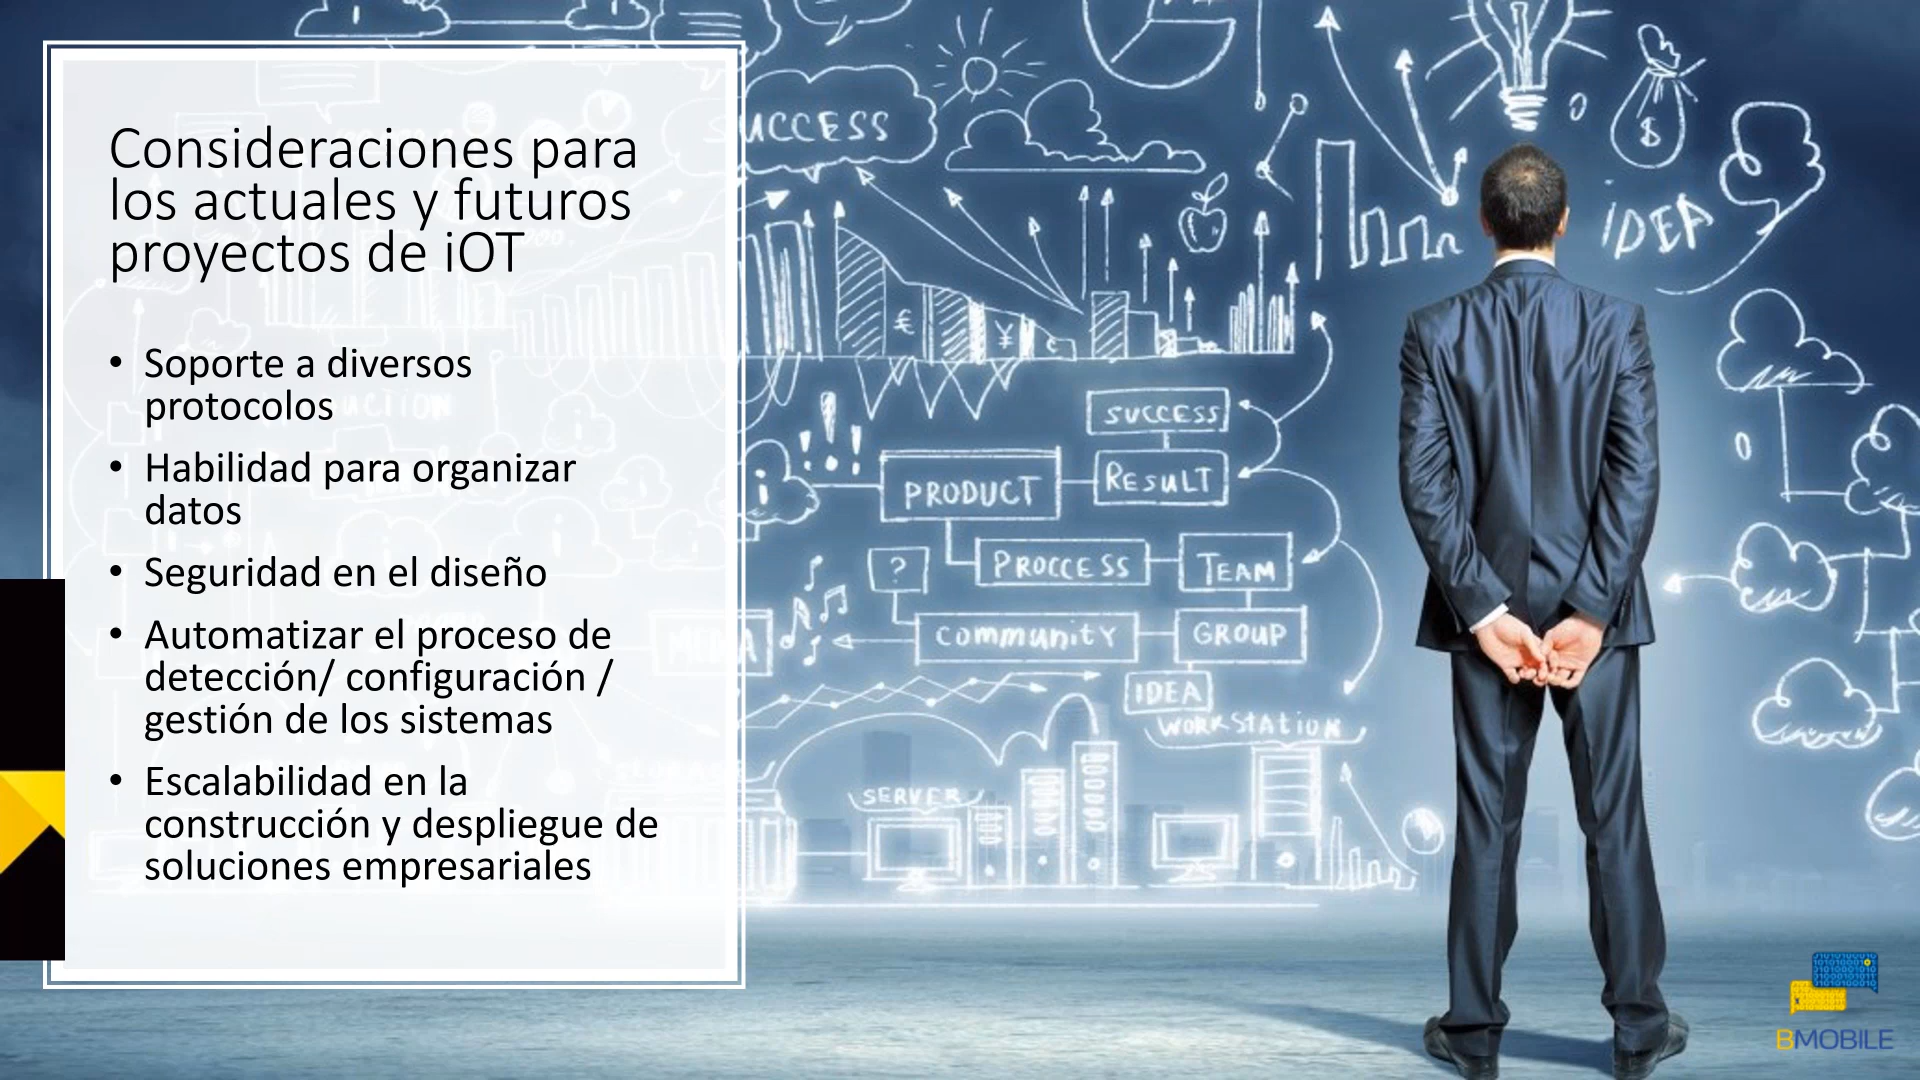 Consideraciones para
los actuales y futuros
proyectos de iOT
• Soporte a diversos
protocolos
• Habilidad para organizar
datos
• Seguridad en el diseño
• Automatizar el proceso de
detección/ configuración /
gestión de los sistemas
• Escalabilidad en la
construcción y despliegue de
soluciones empresariales
UCCESS
$
iDEA
€
¥
SUCCESS
PRODUCT
RESULT
?
PROCCESS
TEAM
community
GROUP
IDEA
WORKSTATION
SERVER
BMOBILE